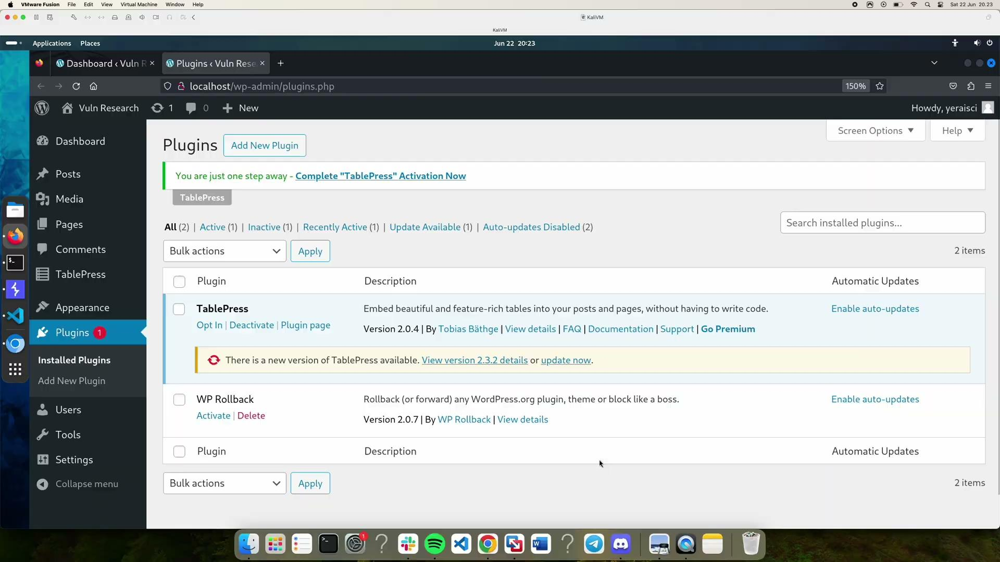 VMware Fusion File Edit View Virtual Machine Window Help Sat 22 Jun 20.23
KaliVM
KaliVM
Applications Places Jun 22 20:23
Dashboard ‹ Vuln R Plugins ‹ Vuln Rese
localhost/wp-admin/plugins.php 150%
Vuln Research 1 0 New Howdy, yeraisci
Screen Options Help
Dashboard
Posts
Media
Pages
Comments
TablePress
Appearance
Plugins 1
Installed Plugins
Add New Plugin
Users
Tools
Settings
Collapse menu
Plugins Add New Plugin
You are just one step away - Complete "TablePress" Activation Now
TablePress
All (2) | Active (1) | Inactive (1) | Recently Active (1) | Update Available (1) | Auto-updates Disabled (2)
Search installed plugins...
Bulk actions Apply 2 items
Plugin Description Automatic Updates
TablePress Embed beautiful and feature-rich tables into your posts and pages, without having to write code. Enable auto-updates
Opt In | Deactivate | Plugin page Version 2.0.4 | By Tobias Bäthge | View details | FAQ | Documentation | Support | Go Premium
There is a new version of TablePress available. View version 2.3.2 details or update now.
WP Rollback Rollback (or forward) any WordPress.org plugin, theme or block like a boss. Enable auto-updates
Activate | Delete Version 2.0.7 | By WP Rollback | View details
Plugin Description Automatic Updates
Bulk actions Apply 2 items
1